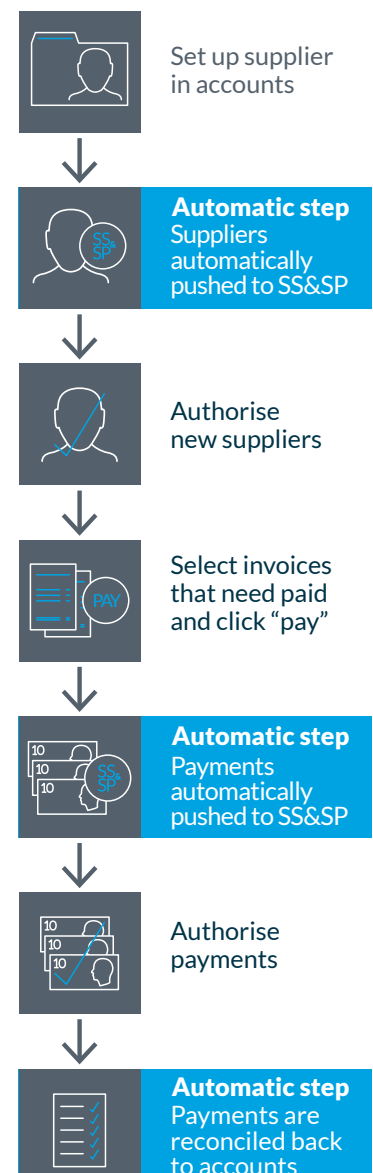 Set up supplier
in accounts
Automatic step
Suppliers
automatically
pushed to SS&SP
SS&
SP
Authorise
new suppliers
Select invoices
that need paid
and click “pay”
PAY
Automatic step
Payments
automatically
pushed to SS&SP
10
10
10
SS&
SP
Authorise
payments
10
10
10
Automatic step
Payments are
reconciled back
to accounts